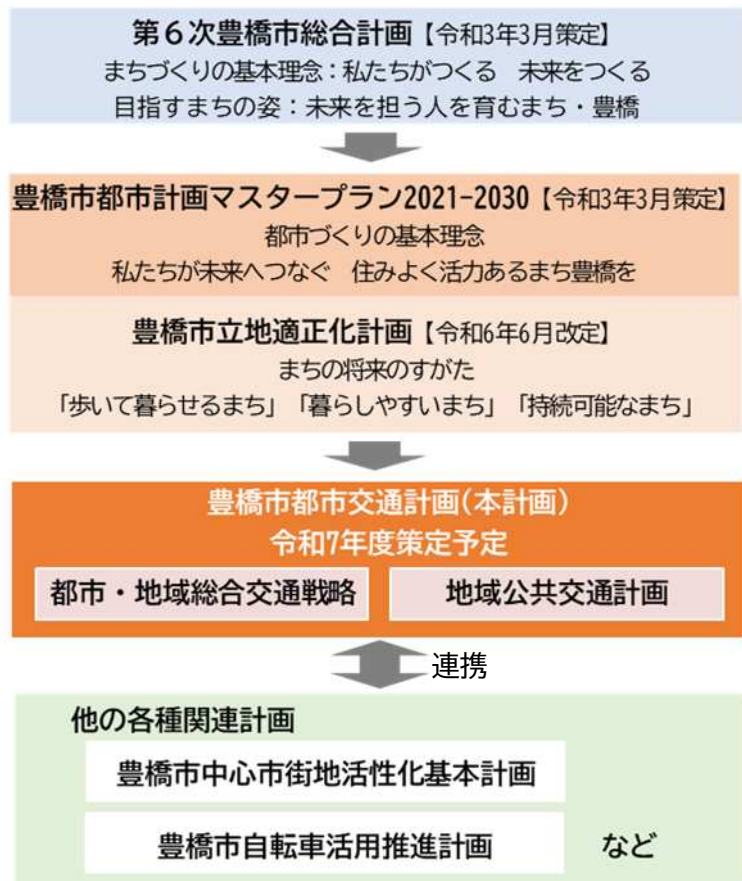 第6次豊橋市総合計画【令和3年3月策定】
まちづくりの基本理念：私たちがつくる　未来をつくる
目指すまちの姿：未来を担う人を育むまち・豊橋
豊橋市都市計画マスタープラン2021-2030【令和3年3月策定】
都市づくりの基本理念
私たちが未来へつなぐ　住みよく活力あるまち豊橋を
豊橋市立地適正化計画【令和6年6月改定】
まちの将来のすがた
「歩いて暮らせるまち」「暮らしやすいまち」「持続可能なまち」
豊橋市都市交通計画(本計画)
令和7年度策定予定
都市・地域総合交通戦略　地域公共交通計画
連携
他の各種関連計画
豊橋市中心市街地活性化基本計画
豊橋市自転車活用推進計画　など